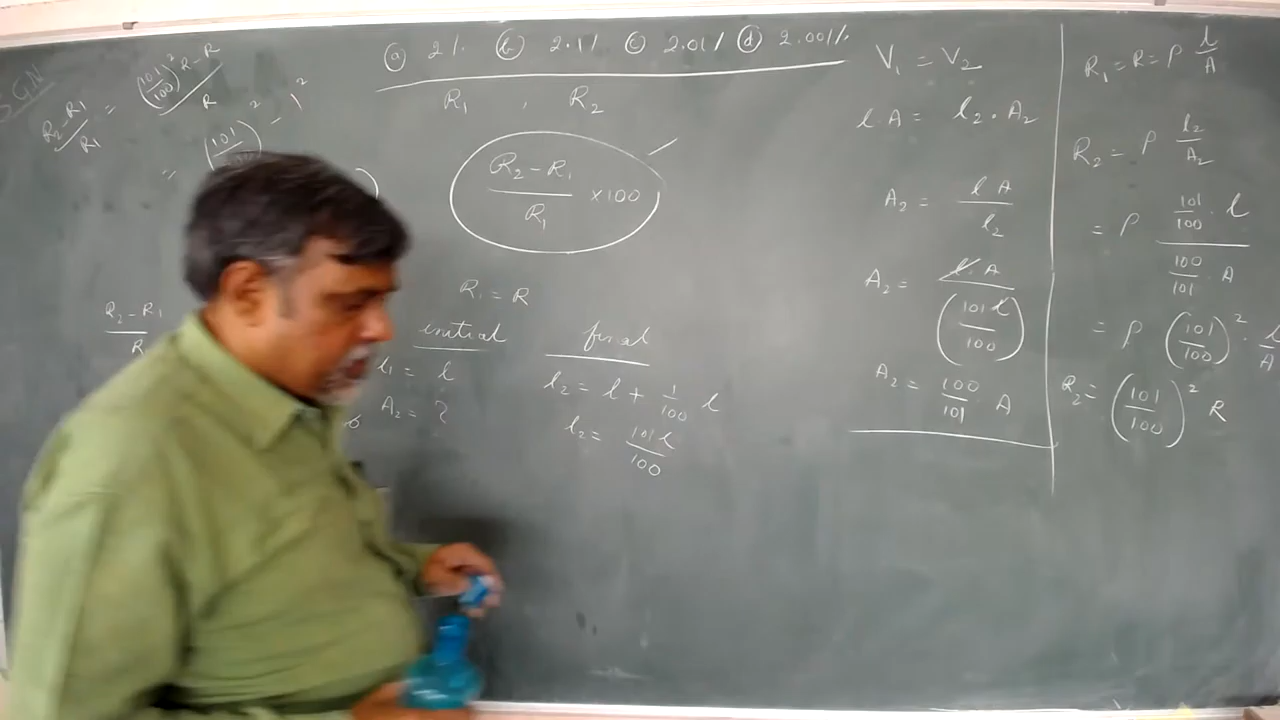 (a) 2% (b) 2.1% (c) 2.01% (d) 2.001%
SGN
R₂-R₁/R₁ = (101/100)² R - R / R
= (101/)² - 1²
R₂-R₁/R
R₁ , R₂
R₂ - R₁/R₁ × 100
R₁ = R
initial final
l₁ = l l₂ = l + 1/100 l
A₂ = ? l₂ = 101 l/100
V₁ = V₂
l A = l₂ . A₂
A₂ = l A/l₂
A₂ = l . A/(101 l/100)
A₂ = 100/101 A
R₁ = R = ρ l/A
R₂ = ρ l₂/A₂
= ρ 101/100 . l / 100/101 . A
= ρ (101/100)² . l/A
R₂ = (101/100)² R